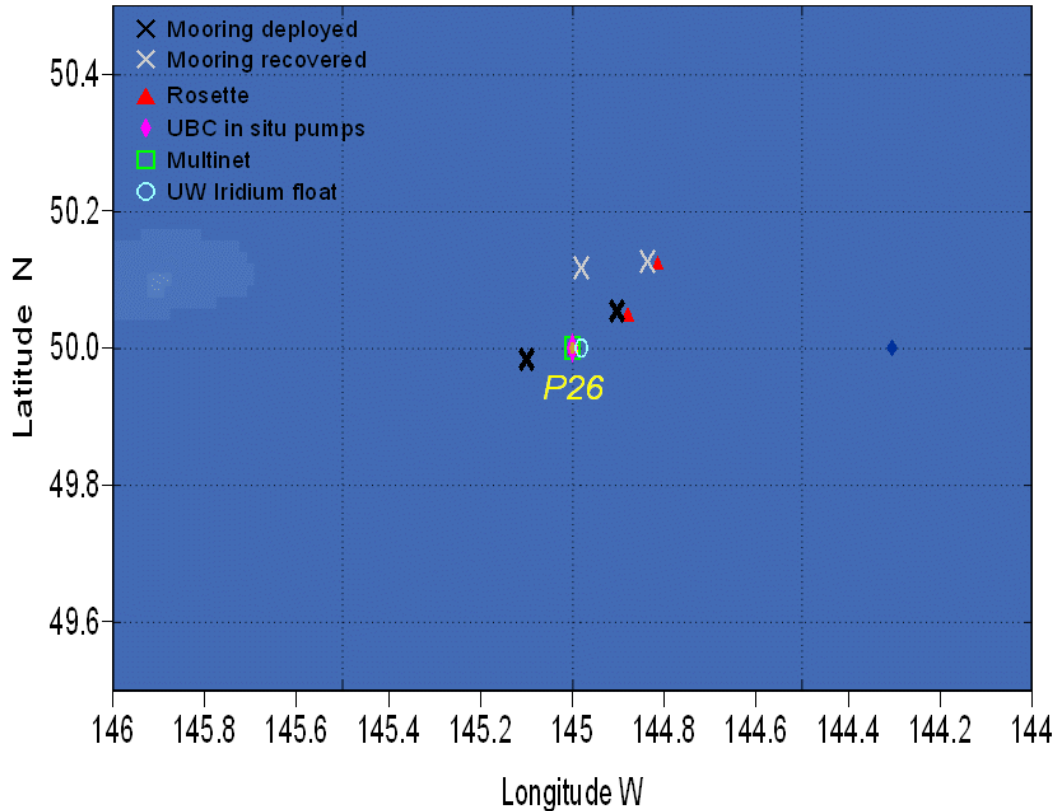 Mooring deployed
Mooring recovered
Rosette
UBC in situ pumps
Multinet
UW Iridium float
50.4
50.2
50.0
49.8
49.6
Latitude N
P26
146 145.8 145.6 145.4 145.2 145 144.8 144.6 144.4 144.2 144
Longitude W